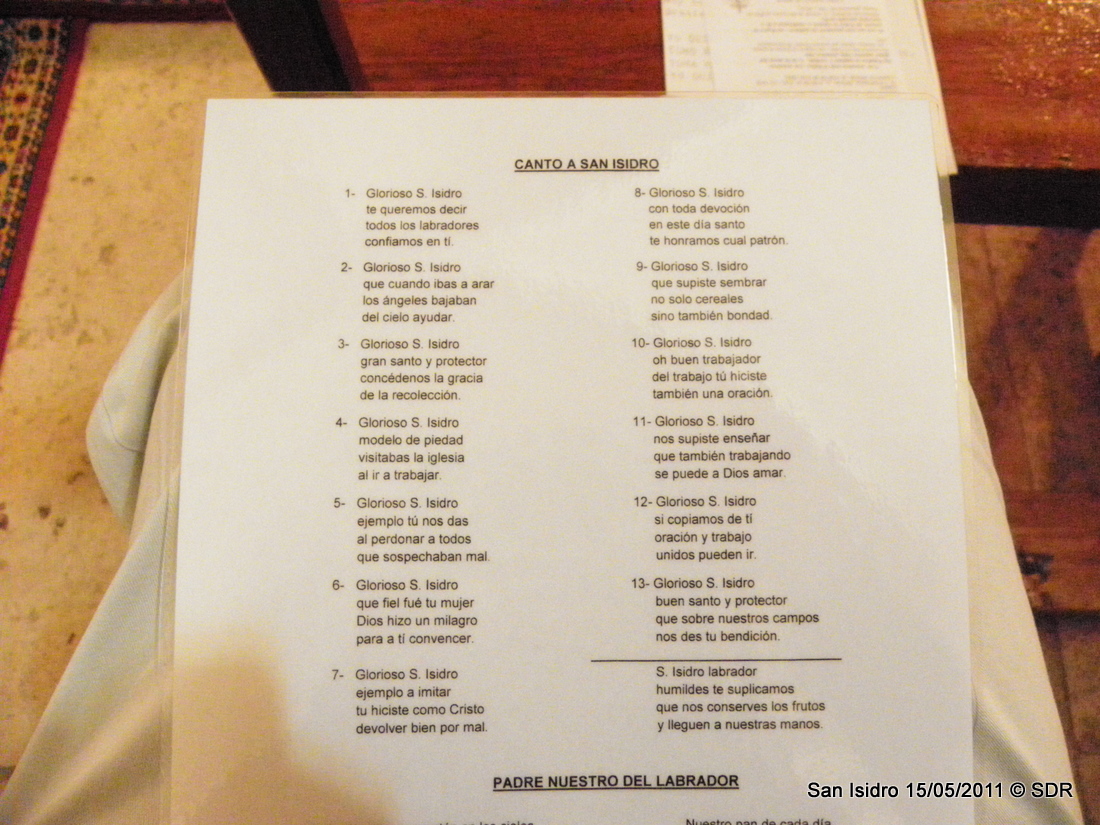 CANTO A SAN ISIDRO
1- Glorioso S. Isidro
te queremos decir
todos los labradores
confiamos en tí.
2- Glorioso S. Isidro
que cuando ibas a arar
los ángeles bajaban
del cielo ayudar.
3- Glorioso S. Isidro
gran santo y protector
concédenos la gracia
de la recolección.
4- Glorioso S. Isidro
modelo de piedad
visitabas la iglesia
al ir a trabajar.
5- Glorioso S. Isidro
ejemplo tú nos das
al perdonar a todos
que sospechaban mal.
6- Glorioso S. Isidro
que fiel fué tu mujer
Dios hizo un milagro
para a tí convencer.
7- Glorioso S. Isidro
ejemplo a imitar
tu hiciste como Cristo
devolver bien por mal.
8- Glorioso S. Isidro
con toda devoción
en este día santo
te honramos cual patrón.
9- Glorioso S. Isidro
que supiste sembrar
no solo cereales
sino también bondad.
10- Glorioso S. Isidro
oh buen trabajador
del trabajo tú hiciste
también una oración.
11- Glorioso S. Isidro
nos supiste enseñar
que también trabajando
se puede a Dios amar.
12- Glorioso S. Isidro
si copiamos de tí
oración y trabajo
unidos pueden ir.
13- Glorioso S. Isidro
buen santo y protector
que sobre nuestros campos
nos des tu bendición.
S. Isidro labrador
humildes te suplicamos
que nos conserves los frutos
y lleguen a nuestras manos.
PADRE NUESTRO DEL LABRADOR
en los cielos
Nuestro pan de cada día
San Isidro 15/05/2011 © SDR